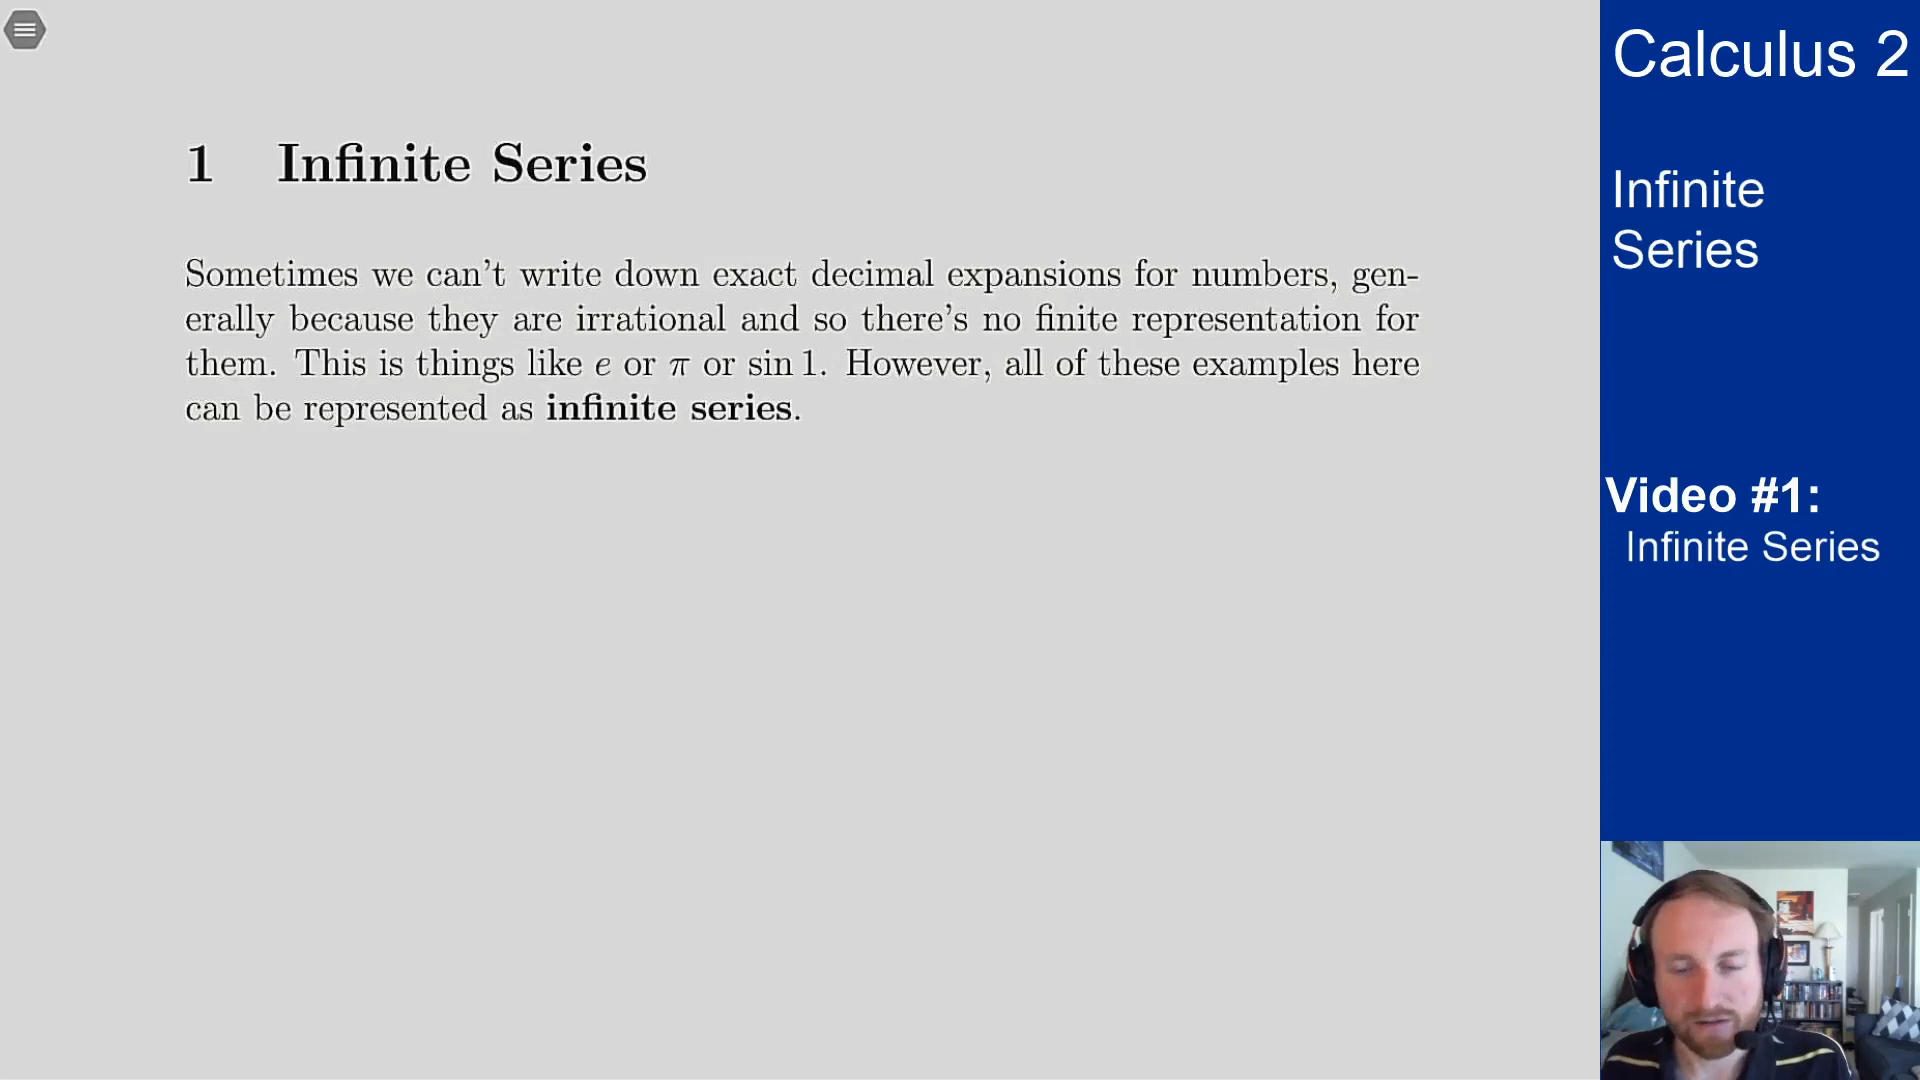 1 Infinite Series
Sometimes we can't write down exact decimal expansions for numbers, gen-
erally because they are irrational and so there's no finite representation for
them. This is things like e or π or sin 1. However, all of these examples here
can be represented as infinite series.
Calculus 2
Infinite
Series
Video #1:
Infinite Series